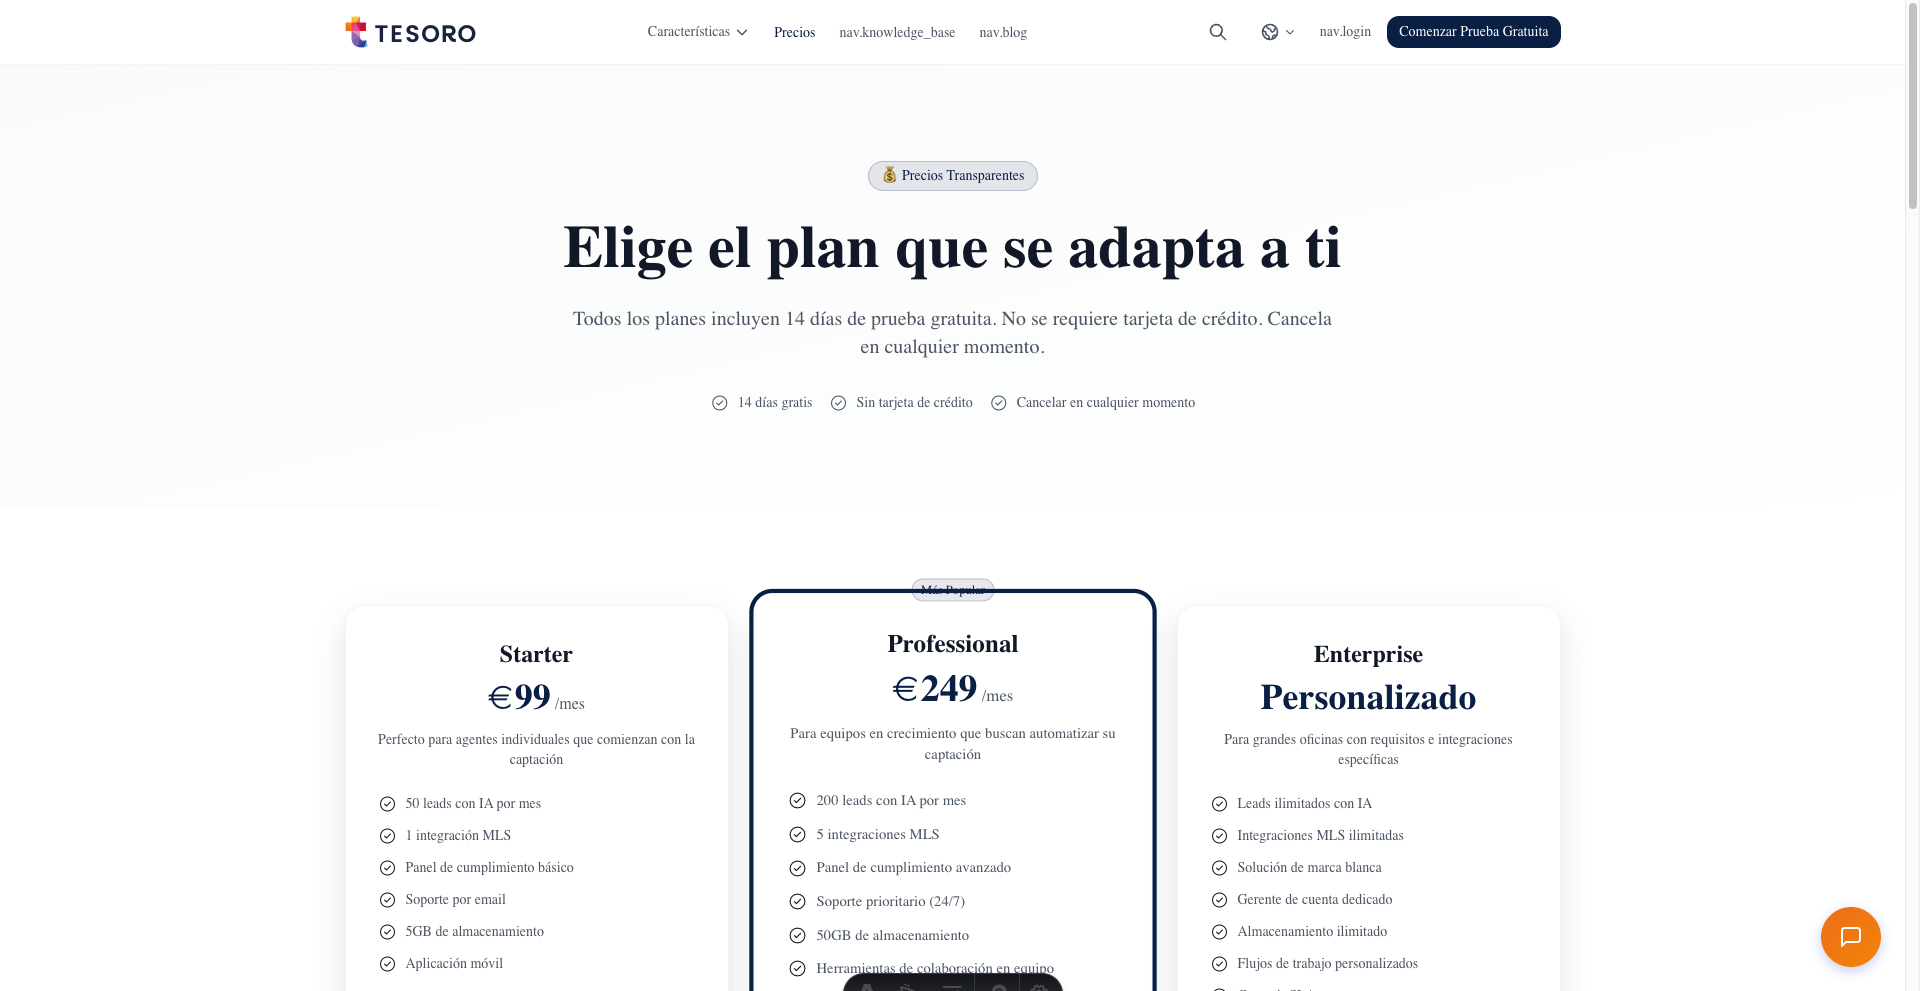 TESORO
Características
Precios
nav.knowledge_base
nav.blog
nav.login
Comenzar Prueba Gratuita
Precios Transparentes
Elige el plan que se adapta a ti
Todos los planes incluyen 14 días de prueba gratuita. No se requiere tarjeta de crédito. Cancela
en cualquier momento.
14 días gratis
Sin tarjeta de crédito
Cancelar en cualquier momento
Starter
€99 /mes
Perfecto para agentes individuales que comienzan con la
captación
50 leads con IA por mes
1 integración MLS
Panel de cumplimiento básico
Soporte por email
5GB de almacenamiento
Aplicación móvil
Más Popular
Professional
€249 /mes
Para equipos en crecimiento que buscan automatizar su
captación
200 leads con IA por mes
5 integraciones MLS
Panel de cumplimiento avanzado
Soporte prioritario (24/7)
50GB de almacenamiento
Herramientas de colaboración en equipo
Enterprise
Personalizado
Para grandes oficinas con requisitos e integraciones
específicas
Leads ilimitados con IA
Integraciones MLS ilimitadas
Solución de marca blanca
Gerente de cuenta dedicado
Almacenamiento ilimitado
Flujos de trabajo personalizados